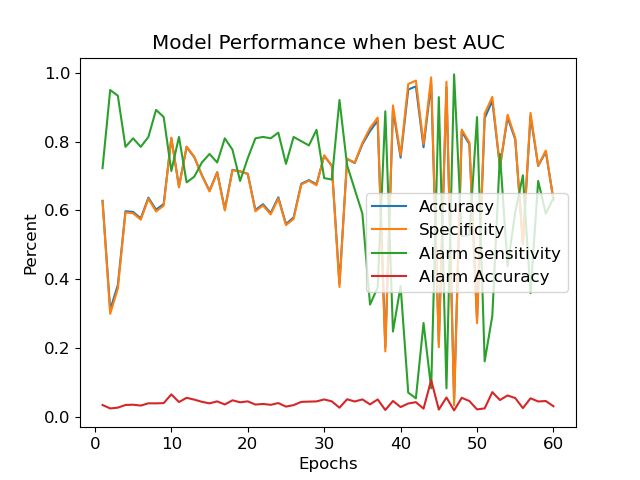 Model Performance when best AUC
1.0
0.8
0.6
0.4
0.2
0.0
Percent
Accuracy
Specificity
Alarm Sensitivity
Alarm Accuracy
0 10 20 30 40 50 60
Epochs